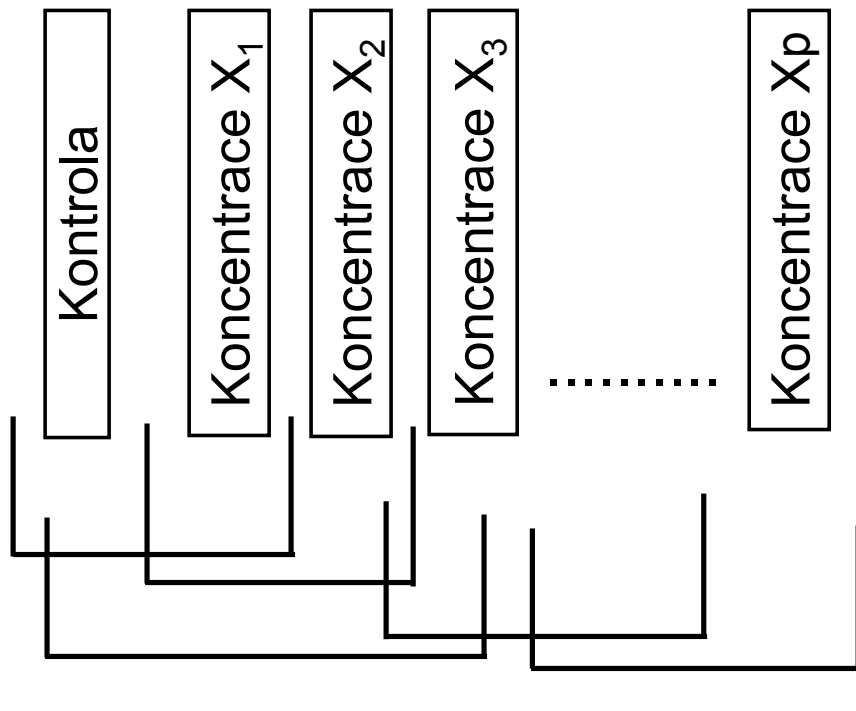 Kontrola
Koncentrace X₁
Koncentrace X₂
Koncentrace X₃
..........
Koncentrace Xp